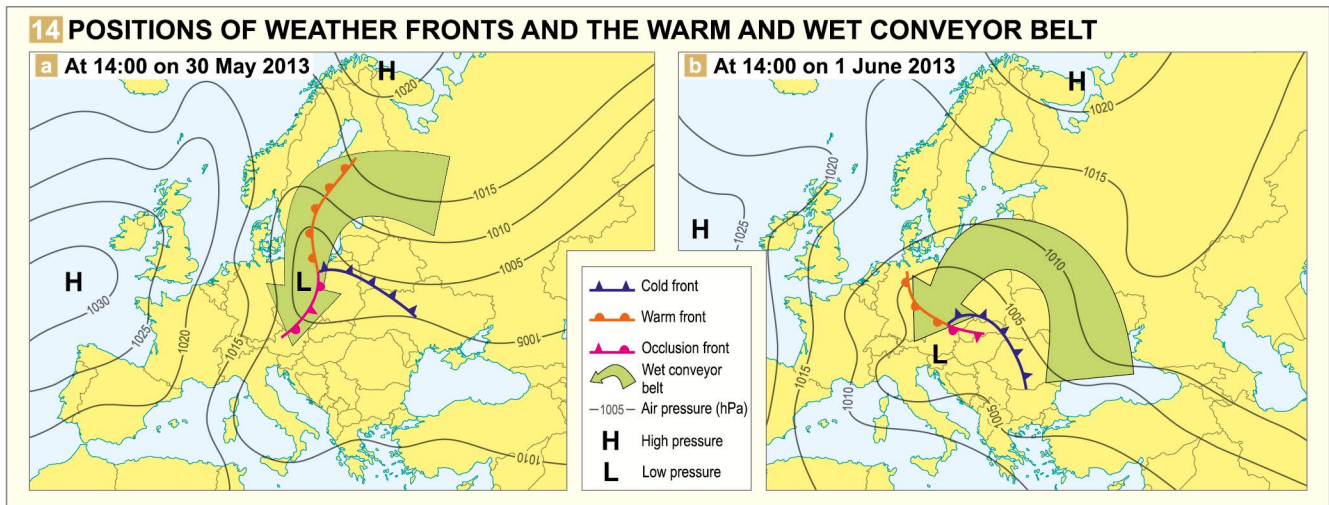 14 POSITIONS OF WEATHER FRONTS AND THE WARM AND WET CONVEYOR BELT
a At 14:00 on 30 May 2013
H
1020
1015
1010
1005
L
H
1030
1025
1020
1015
1005
1010
b At 14:00 on 1 June 2013
H
1020
1020
1015
H
1025
1010
1005
L
1015
1010
1005
Cold front
Warm front
Occlusion front
Wet conveyor
belt
1005 Air pressure (hPa)
H High pressure
L Low pressure